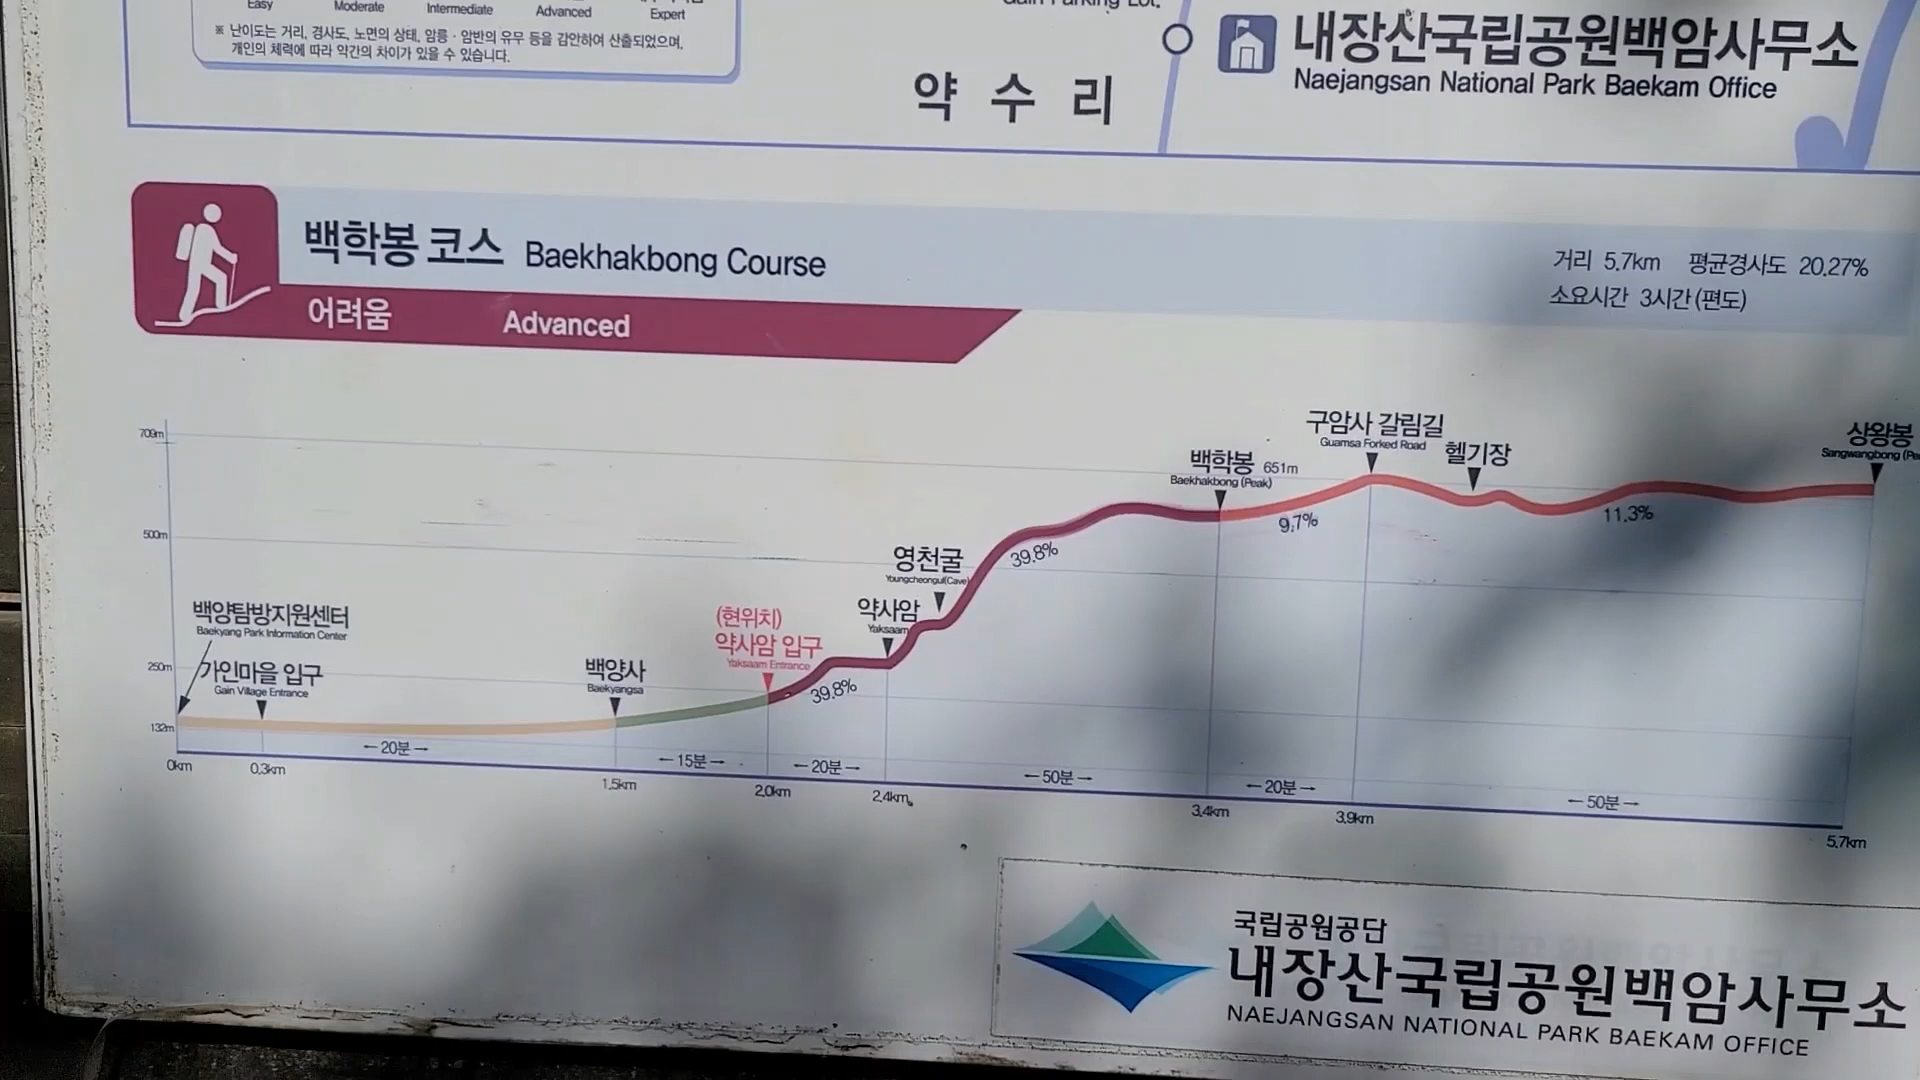 Easy
Moderate
Intermediate
Advanced
Expert
※ 난이도는 거리, 경사도, 노면의 상태, 암릉·암반의 유무 등을 감안하여 산출되었으며,
개인의 체력에 따라 약간의 차이가 있을 수 있습니다.
Gain Parking Lot.
약 수 리
내장산국립공원백암사무소
Naejangsan National Park Baekam Office
백학봉 코스 Baekhakbong Course
어려움 Advanced
거리 5.7km 평균경사도 20.27%
소요시간 3시간(편도)
709m
500m
250m
132m
백양탐방지원센터
Baekyang Park Information Center
가인마을 입구
Gain Village Entrance
백양사
Baekyangsa
(현위치)
약사암 입구
Yaksaam Entrance
약사암
Yaksaam
영천굴
Youngcheongul(Cave)
백학봉 651m
Baekhakbong (Peak)
구암사 갈림길
Guamsa Forked Road
헬기장
상왕봉
Sangwangbong
39.8%
39.8%
9.7%
11.3%
←20분→
←15분→
←20분→
←50분→
←20분→
←50분→
0km
0.3km
1.5km
2.0km
2.4km
3.4km
3.9km
5.7km
국립공원공단
내장산국립공원백암사무소
NAEJANGSAN NATIONAL PARK BAEKAM OFFICE